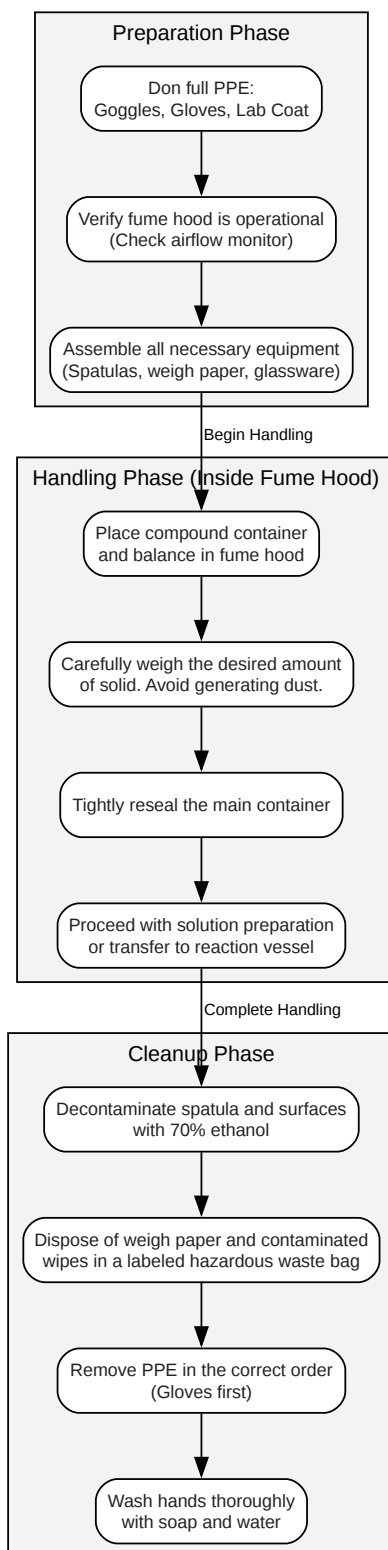 Preparation Phase
Don full PPE:
Goggles, Gloves, Lab Coat
Verify fume hood is operational
(Check airflow monitor)
Assemble all necessary equipment
(Spatulas, weigh paper, glassware)
Begin Handling
Handling Phase (Inside Fume Hood)
Place compound container
and balance in fume hood
Carefully weigh the desired amount
of solid. Avoid generating dust.
Tightly reseal the main container
Proceed with solution preparation
or transfer to reaction vessel
Complete Handling
Cleanup Phase
Decontaminate spatula and surfaces
with 70% ethanol
Dispose of weigh paper and contaminated
wipes in a labeled hazardous waste bag
Remove PPE in the correct order
(Gloves first)
Wash hands thoroughly
with soap and water